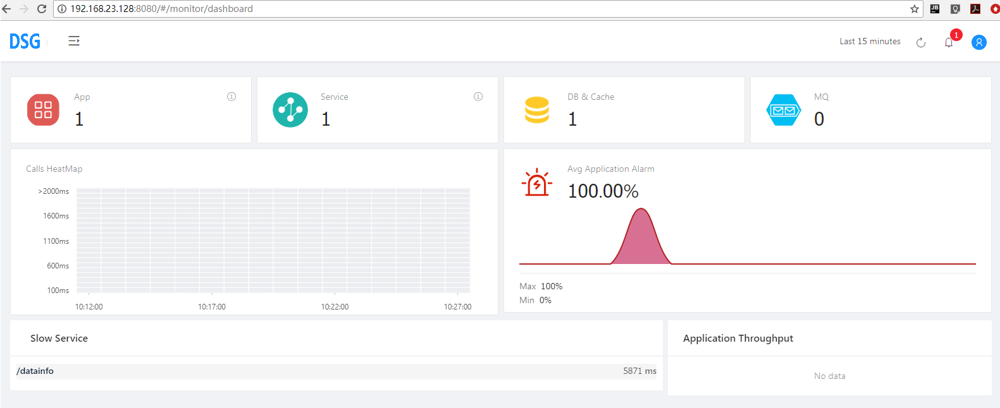 192.168.23.128:8080/#/monitor/dashboard
JB
DSG
Last 15 minutes
1
App
1
Service
1
DB & Cache
1
MQ
0
Calls HeatMap
>2000ms
1600ms
1100ms
600ms
100ms
10:12:00
10:17:00
10:22:00
10:27:00
Avg Application Alarm
100.00%
Max 100%
Min 0%
Slow Service
/datainfo
5871 ms
Application Throughput
No data